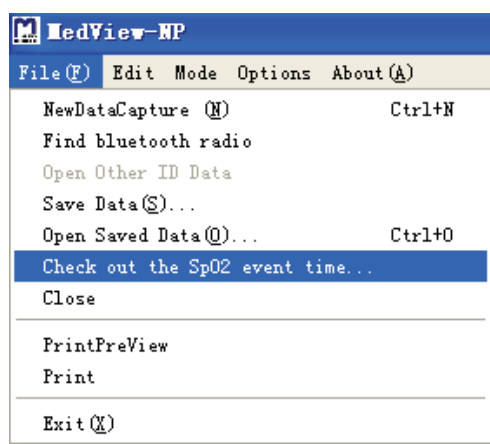 MedView-NP
File(F) Edit Mode Options About(A)
NewDataCapture (N) Ctrl+N
Find bluetooth radio
Open Other ID Data
Save Data(S)...
Open Saved Data(O)... Ctrl+O
Check out the SpO2 event time...
Close
PrintPreView
Print
Exit(X)